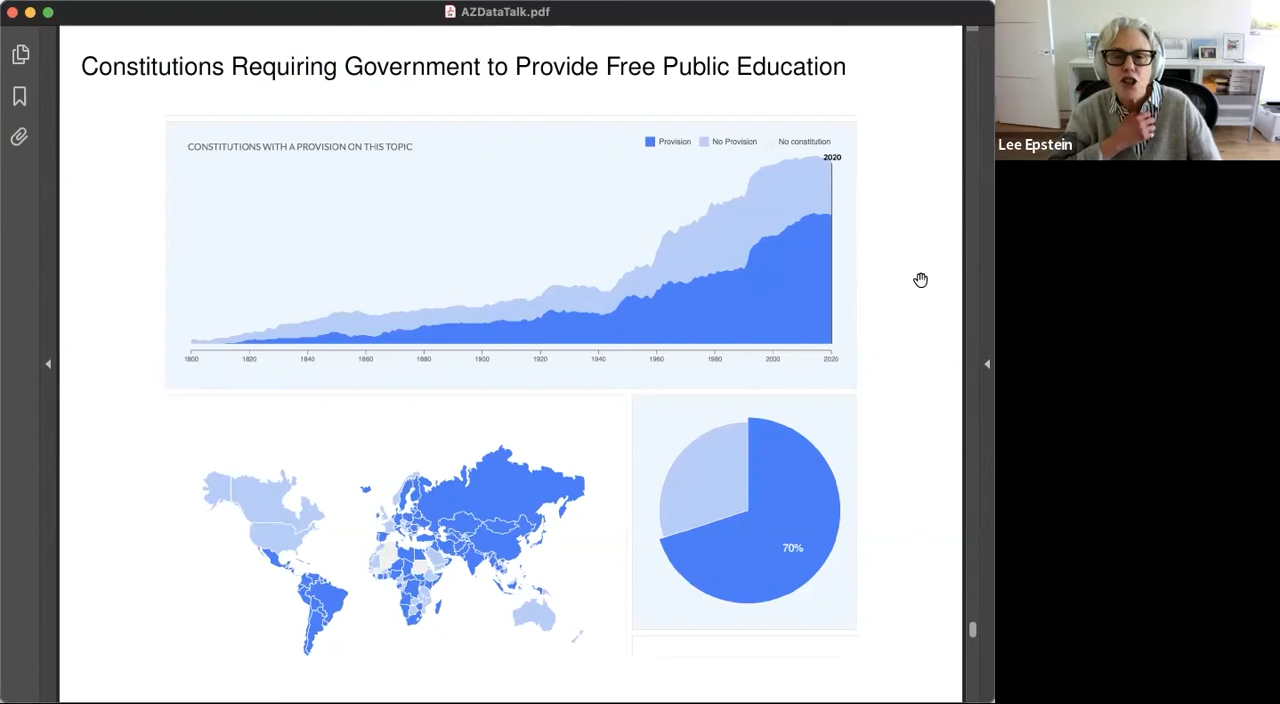 AZDataTalk.pdf
Constitutions Requiring Government to Provide Free Public Education
CONSTITUTIONS WITH A PROVISION ON THIS TOPIC
Provision No Provision No constitution
2020
1800 1820 1840 1860 1880 1900 1920 1940 1960 1980 2000 2020
70%
Lee Epstein